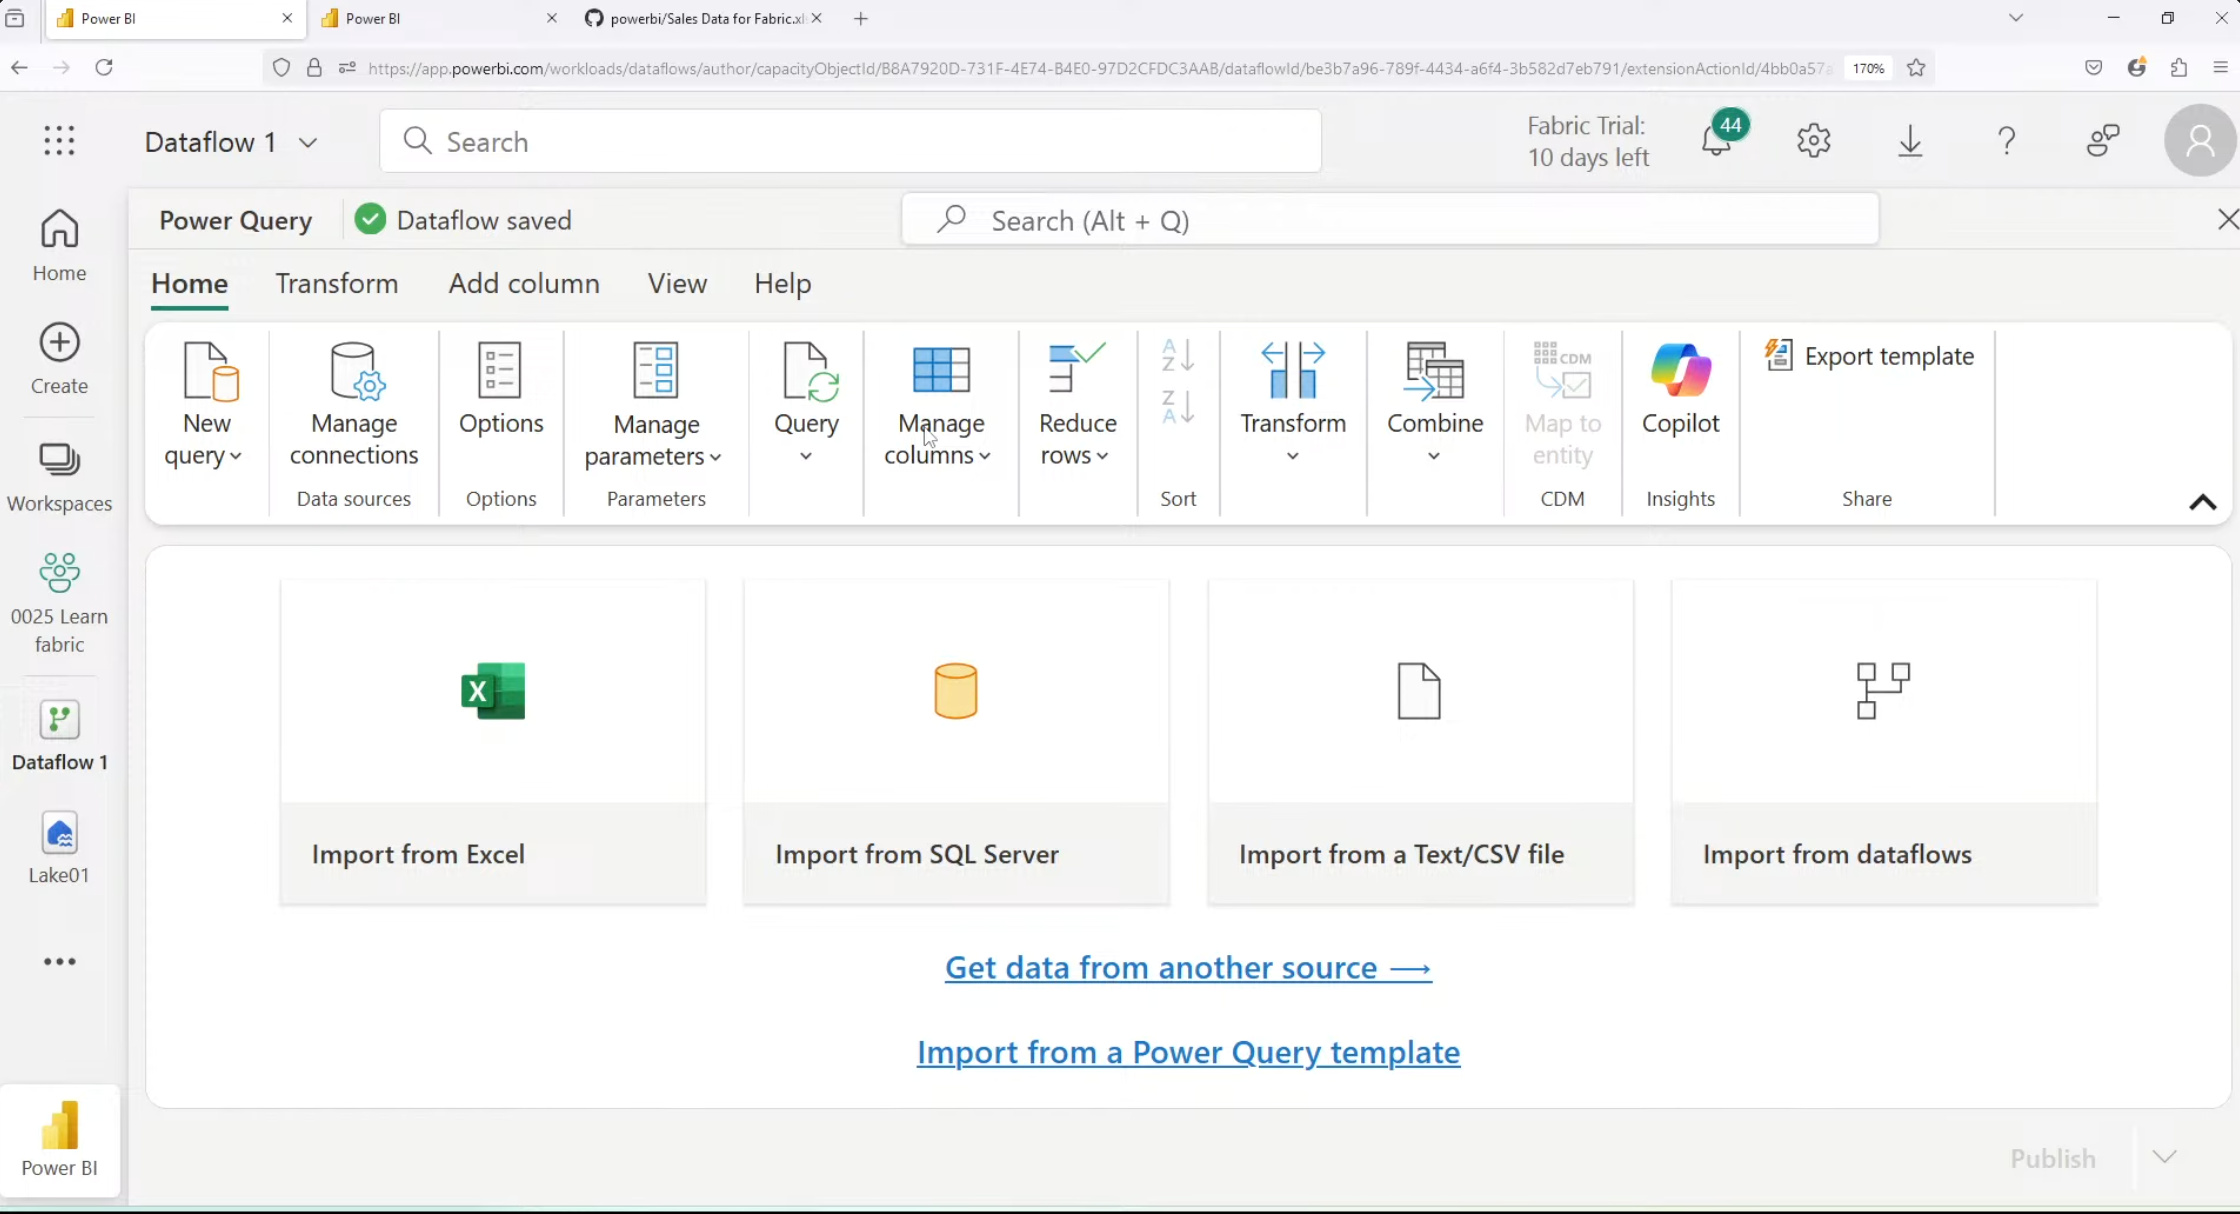 Power BI
Power BI
powerbi/Sales Data for Fabric.xl
https://app.powerbi.com/workloads/dataflows/author/capacityObjectId/B8A7920D-731F-4E74-B4E0-97D2CFDC3AAB/dataflowId/be3b7a96-789f-4434-a6f4-3b582d7eb791/extensionActionId/4bb0a57a
170%
Dataflow 1
Search
Fabric Trial:
10 days left
44
Power Query
Dataflow saved
Search (Alt + Q)
Home
Transform
Add column
View
Help
New
query
Manage
connections
Data sources
Options
Options
Manage
parameters
Parameters
Query
Manage
columns
Reduce
rows
A
Z
Z
A
Sort
Transform
Combine
CDM
Map to
entity
CDM
Copilot
Insights
Export template
Share
Home
Create
Workspaces
0025 Learn
fabric
Dataflow 1
Lake01
Power BI
X
Import from Excel
Import from SQL Server
Import from a Text/CSV file
Import from dataflows
Get data from another source
Import from a Power Query template
Publish